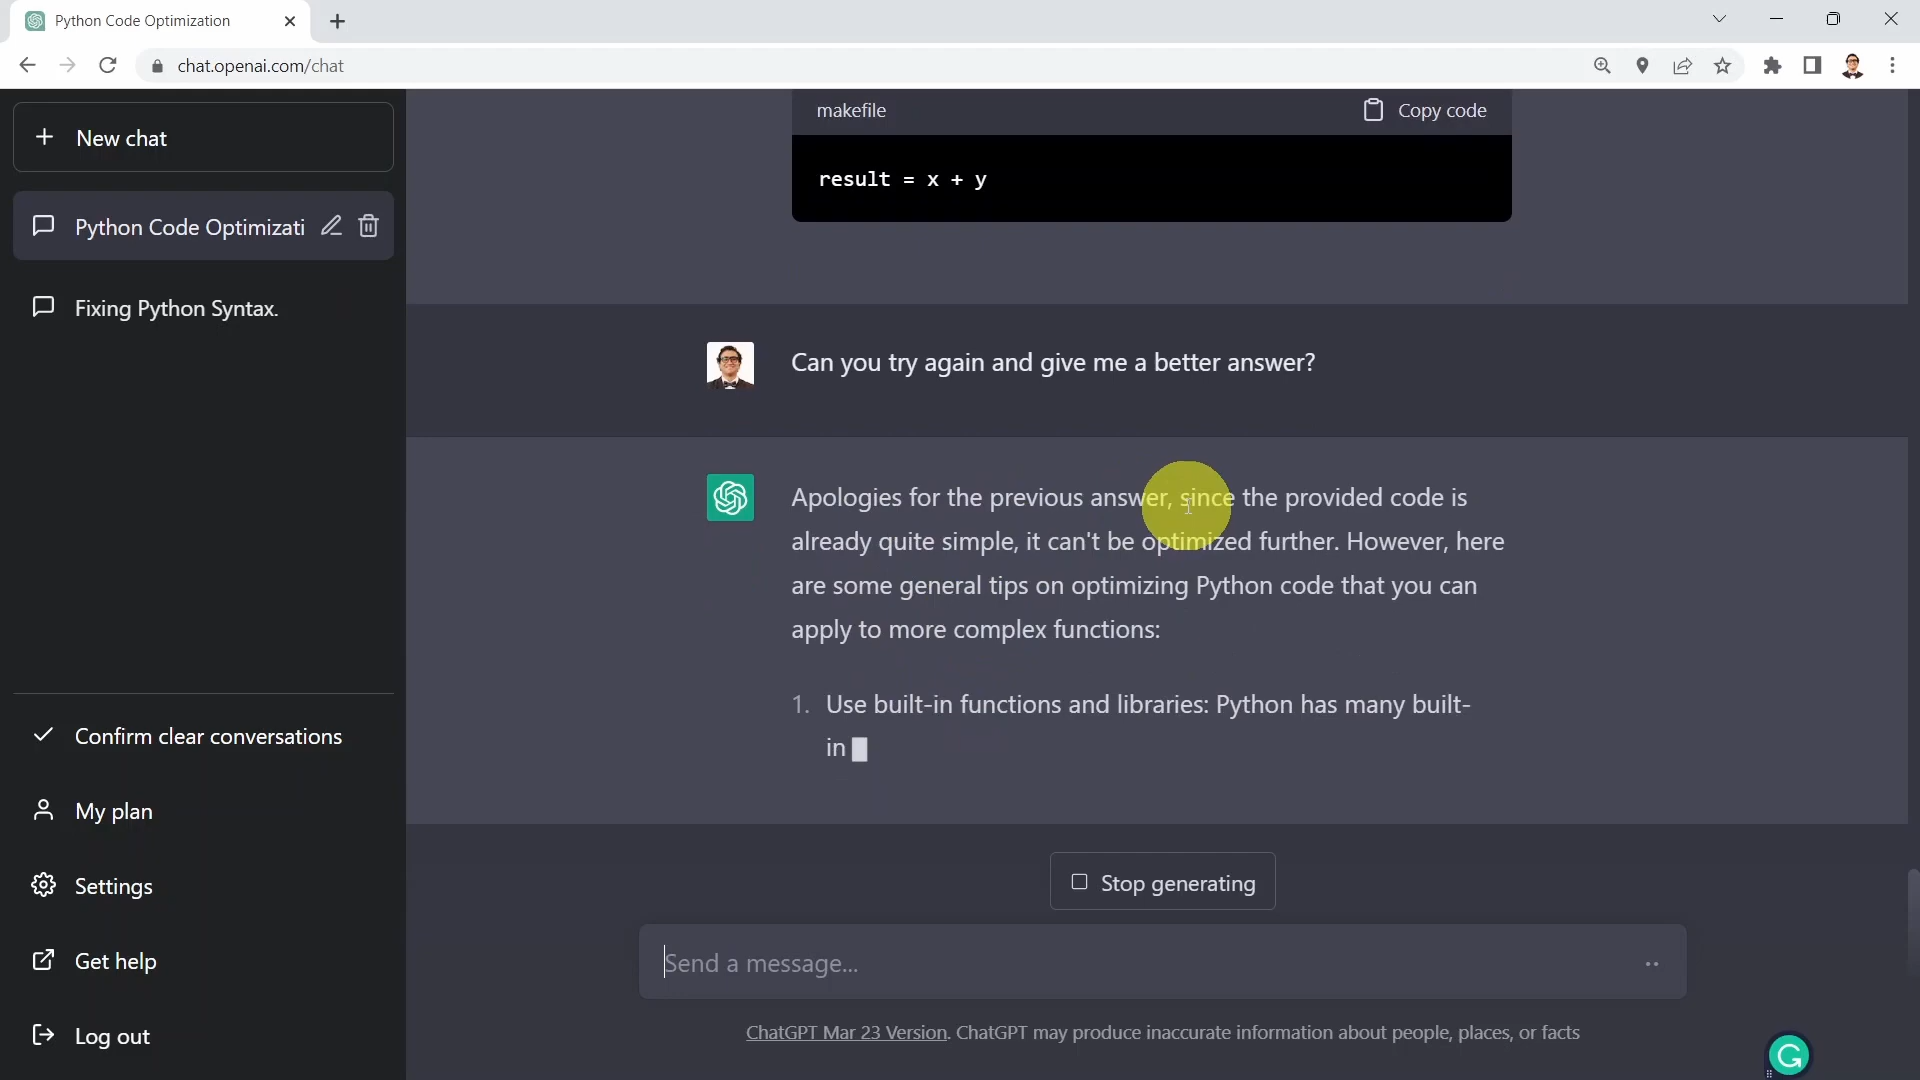 Python Code Optimization
chat.openai.com/chat
New chat
Python Code Optimizati
Fixing Python Syntax.
Confirm clear conversations
My plan
Settings
Get help
Log out
makefile
Copy code
result = x + y
Can you try again and give me a better answer?
Apologies for the previous answer, since the provided code is
already quite simple, it can't be optimized further. However, here
are some general tips on optimizing Python code that you can
apply to more complex functions:
1. Use built-in functions and libraries: Python has many built-
in
Stop generating
Send a message...
ChatGPT Mar 23 Version. ChatGPT may produce inaccurate information about people, places, or facts